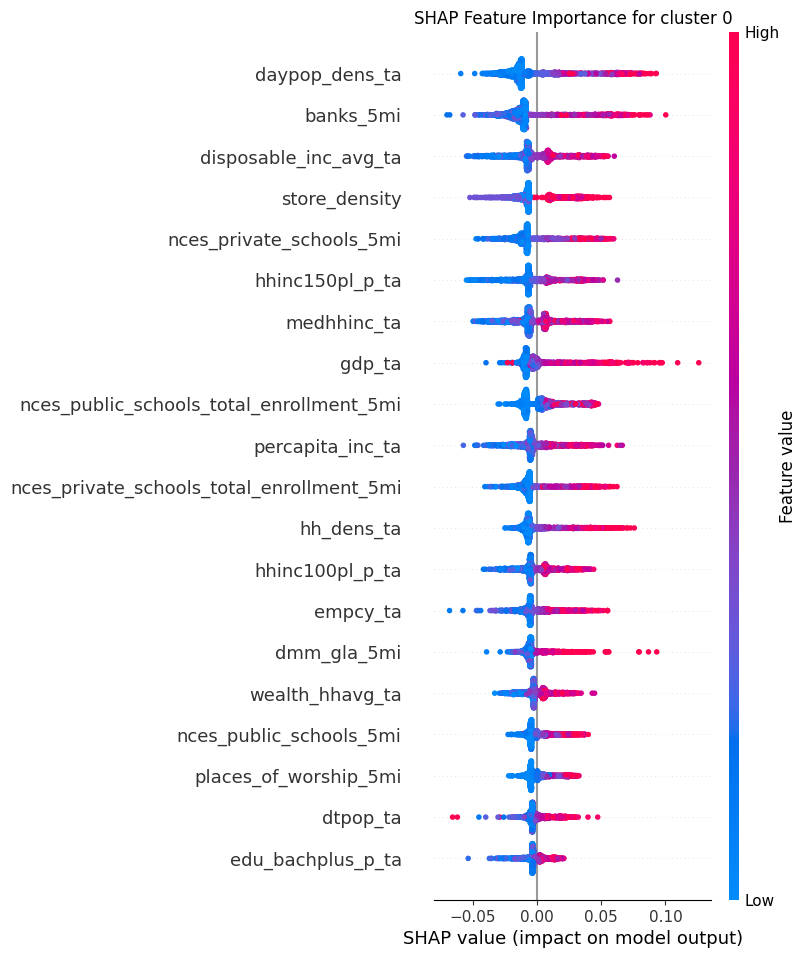 SHAP Feature Importance for cluster 0
High
daypop_dens_ta
banks_5mi
disposable_inc_avg_ta
store_density
nces_private_schools_5mi
hhinc150pl_p_ta
medhhinc_ta
gdp_ta
nces_public_schools_total_enrollment_5mi
percapita_inc_ta
nces_private_schools_total_enrollment_5mi
hh_dens_ta
hhinc100pl_p_ta
empcy_ta
dmm_gla_5mi
wealth_hhavg_ta
nces_public_schools_5mi
places_of_worship_5mi
dtpop_ta
edu_bachplus_p_ta
Feature value
Low
−0.05 0.00 0.05 0.10
SHAP value (impact on model output)